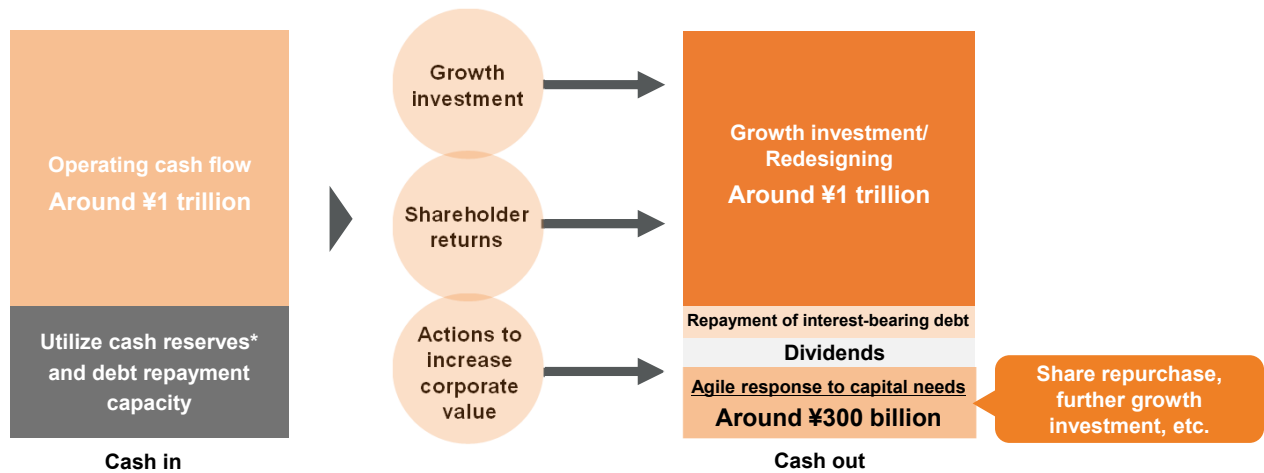 Operating cash flow
Around ¥1 trillion
Utilize cash reserves*
and debt repayment
capacity
Cash in
Growth
investment
Shareholder
returns
Actions to
increase
corporate
value
Growth investment/
Redesigning
Around ¥1 trillion
Repayment of interest-bearing debt
Dividends
Agile response to capital needs
Around ¥300 billion
Cash out
Share repurchase,
further growth
investment, etc.